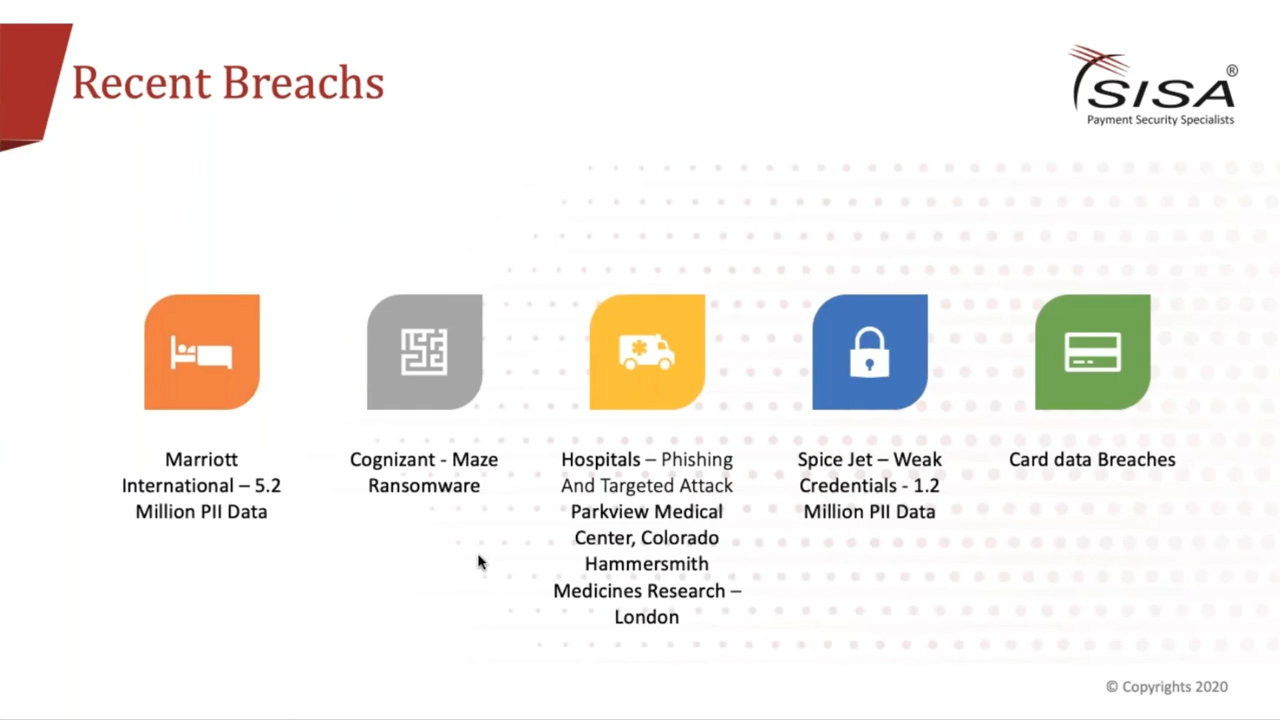 Recent Breachs
SISA®
Payment Security Specialists
Marriott
International – 5.2
Million PII Data
Cognizant - Maze
Ransomware
Hospitals – Phishing
And Targeted Attack
Parkview Medical
Center, Colorado
Hammersmith
Medicines Research –
London
Spice Jet – Weak
Credentials - 1.2
Million PII Data
Card data Breaches
© Copyrights 2020